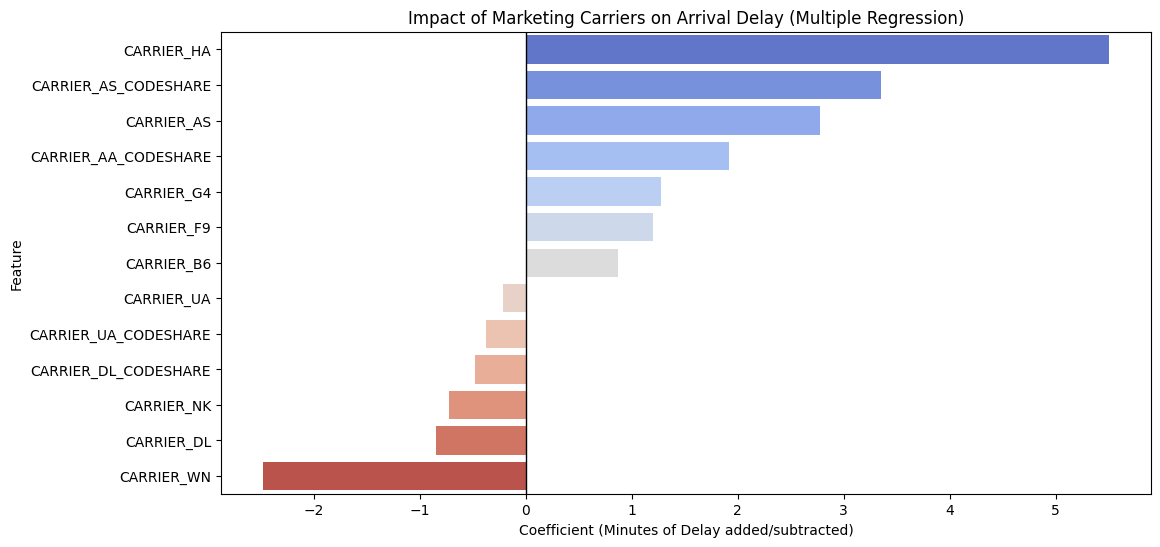 Impact of Marketing Carriers on Arrival Delay (Multiple Regression)
Feature
CARRIER_HA
CARRIER_AS_CODESHARE
CARRIER_AS
CARRIER_AA_CODESHARE
CARRIER_G4
CARRIER_F9
CARRIER_B6
CARRIER_UA
CARRIER_UA_CODESHARE
CARRIER_DL_CODESHARE
CARRIER_NK
CARRIER_DL
CARRIER_WN
−2 −1 0 1 2 3 4 5
Coefficient (Minutes of Delay added/subtracted)